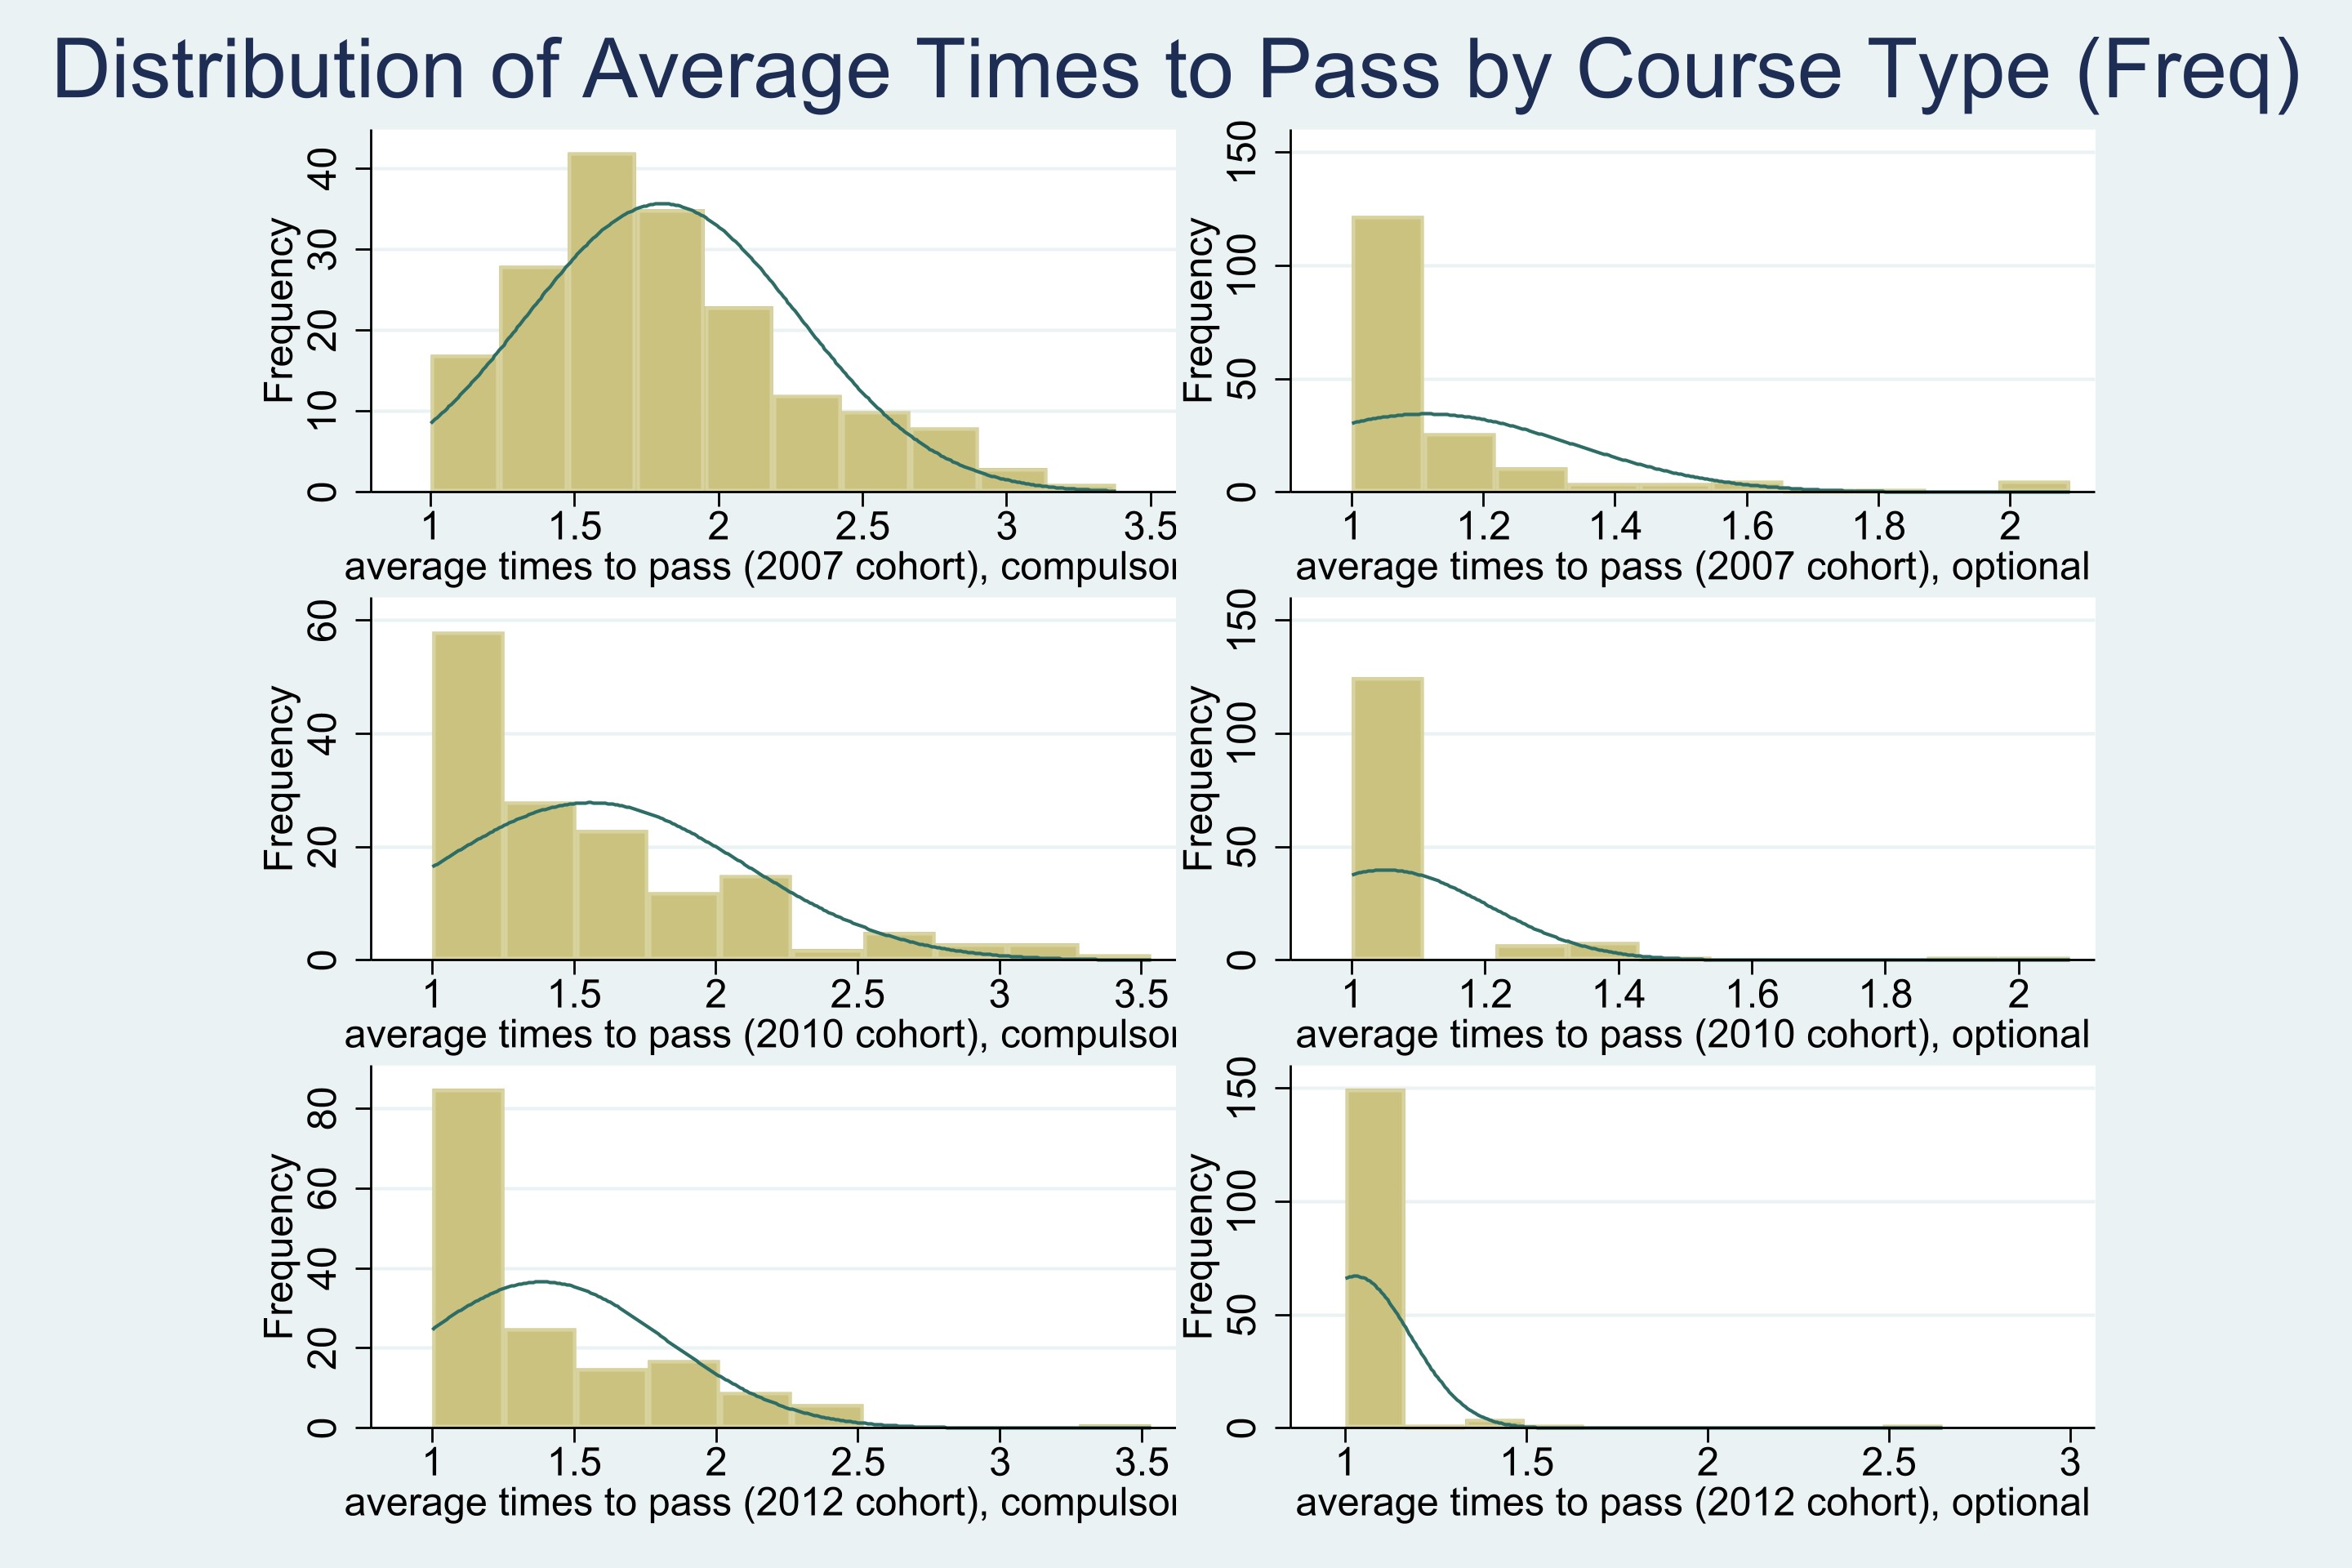 Distribution of Average Times to Pass by Course Type (Freq)
Frequency
0 10 20 30 40
1 1.5 2 2.5 3 3.5
average times to pass (2007 cohort), compulsor
Frequency
0 50 100 150
1 1.2 1.4 1.6 1.8 2
average times to pass (2007 cohort), optional
Frequency
0 20 40 60
1 1.5 2 2.5 3 3.5
average times to pass (2010 cohort), compulsor
Frequency
0 50 100 150
1 1.2 1.4 1.6 1.8 2
average times to pass (2010 cohort), optional
Frequency
0 20 40 60 80
1 1.5 2 2.5 3 3.5
average times to pass (2012 cohort), compulsor
Frequency
0 50 100 150
1 1.5 2 2.5 3
average times to pass (2012 cohort), optional